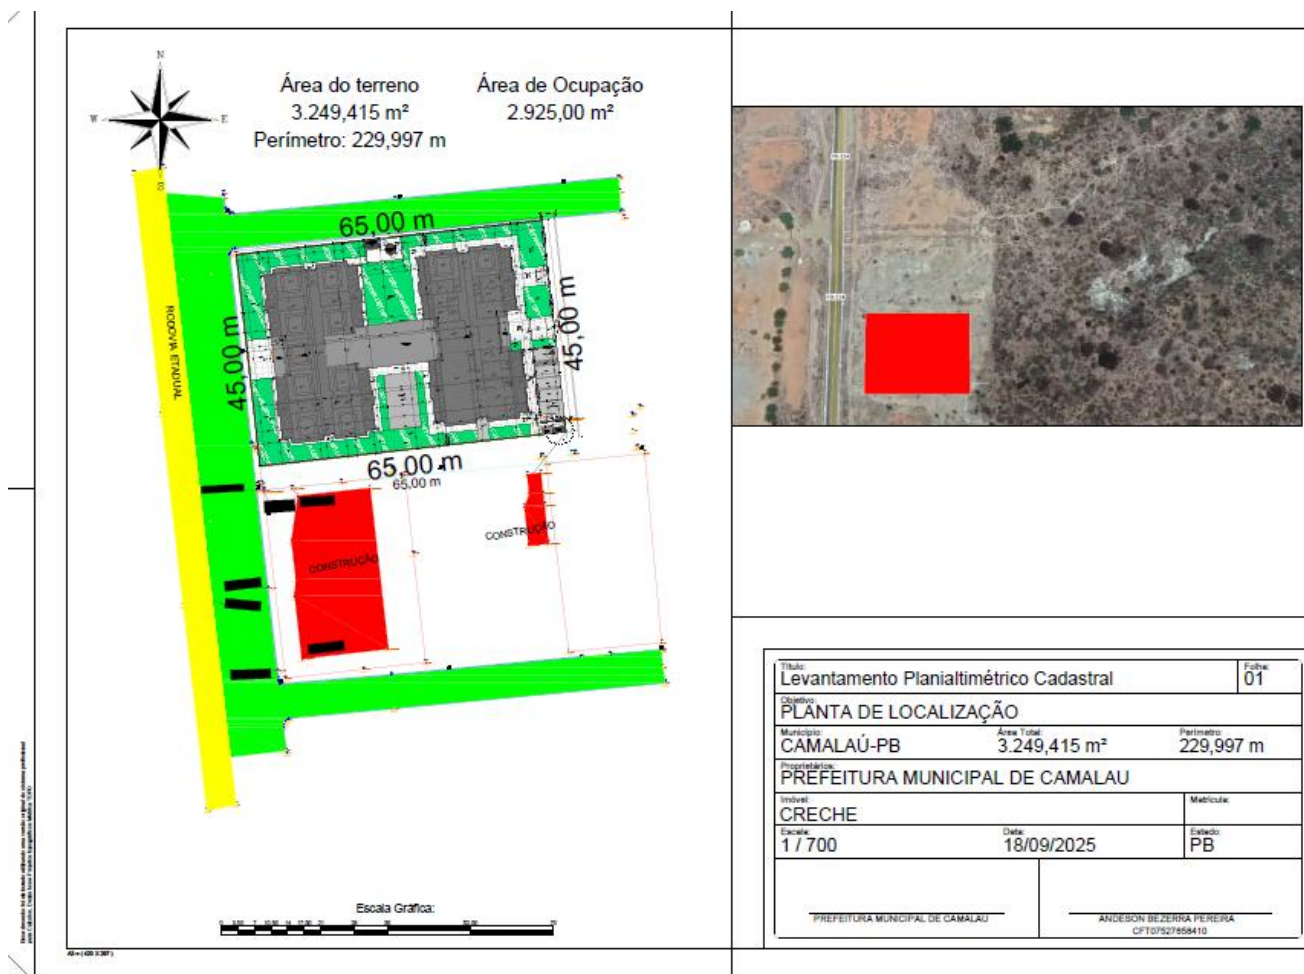 N
W
E
S
Área do terreno
3.249,415 m²
Perímetro: 229,997 m
Área de Ocupação
2.925,00 m²
65,00 m
45,00 m
45,00 m
65,00 m
65,00 m
RODOVIA ETADUAL
CONSTRUÇÃO
CONSTRUÇÃO
Escala Gráfica:
Título:
Levantamento Planialtimétrico Cadastral
Folha:
01
Objetivo:
PLANTA DE LOCALIZAÇÃO
Município:
CAMALAÚ-PB
Área Total:
3.249,415 m²
Perímetro:
229,997 m
Proprietários:
PREFEITURA MUNICIPAL DE CAMALAU
Imóvel:
CRECHE
Matrícula:
Escala:
1 / 700
Data:
18/09/2025
Estado:
PB
PREFEITURA MUNICIPAL DE CAMALAU
ANDESON BEZERRA PEREIRA
CFT07527658410